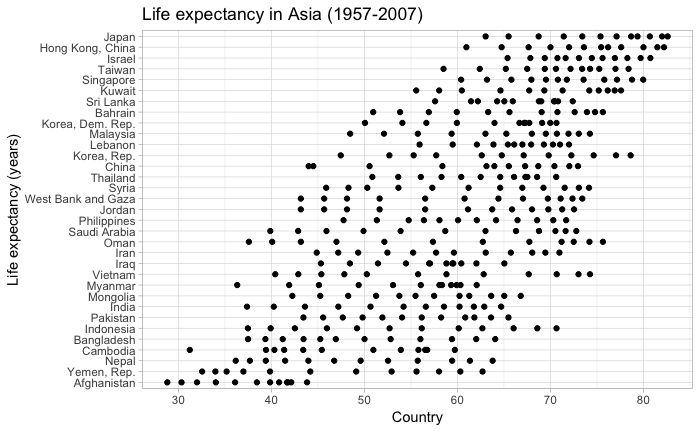 Life expectancy in Asia (1957-2007)
Life expectancy (years)
Japan
Hong Kong, China
Israel
Taiwan
Singapore
Kuwait
Sri Lanka
Bahrain
Korea, Dem. Rep.
Malaysia
Lebanon
Korea, Rep.
China
Thailand
Syria
West Bank and Gaza
Jordan
Philippines
Saudi Arabia
Oman
Iran
Iraq
Vietnam
Myanmar
Mongolia
India
Pakistan
Indonesia
Bangladesh
Cambodia
Nepal
Yemen, Rep.
Afghanistan
30 40 50 60 70 80
Country